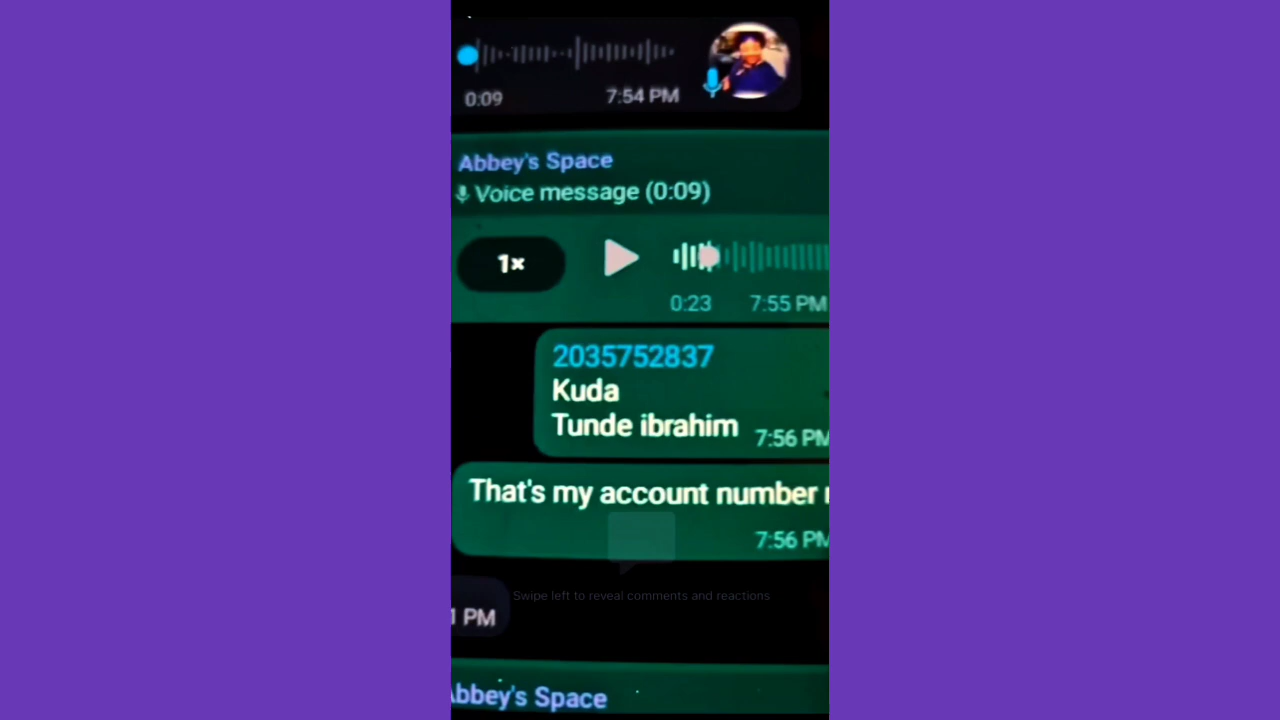 0:09
7:54 PM
Abbey's Space
Voice message (0:09)
1×
0:23
7:55 PM
2035752837
Kuda
Tunde ibrahim
7:56 PM
That's my account number
7:56 PM
PM
Swipe left to reveal comments and reactions
Abbey's Space